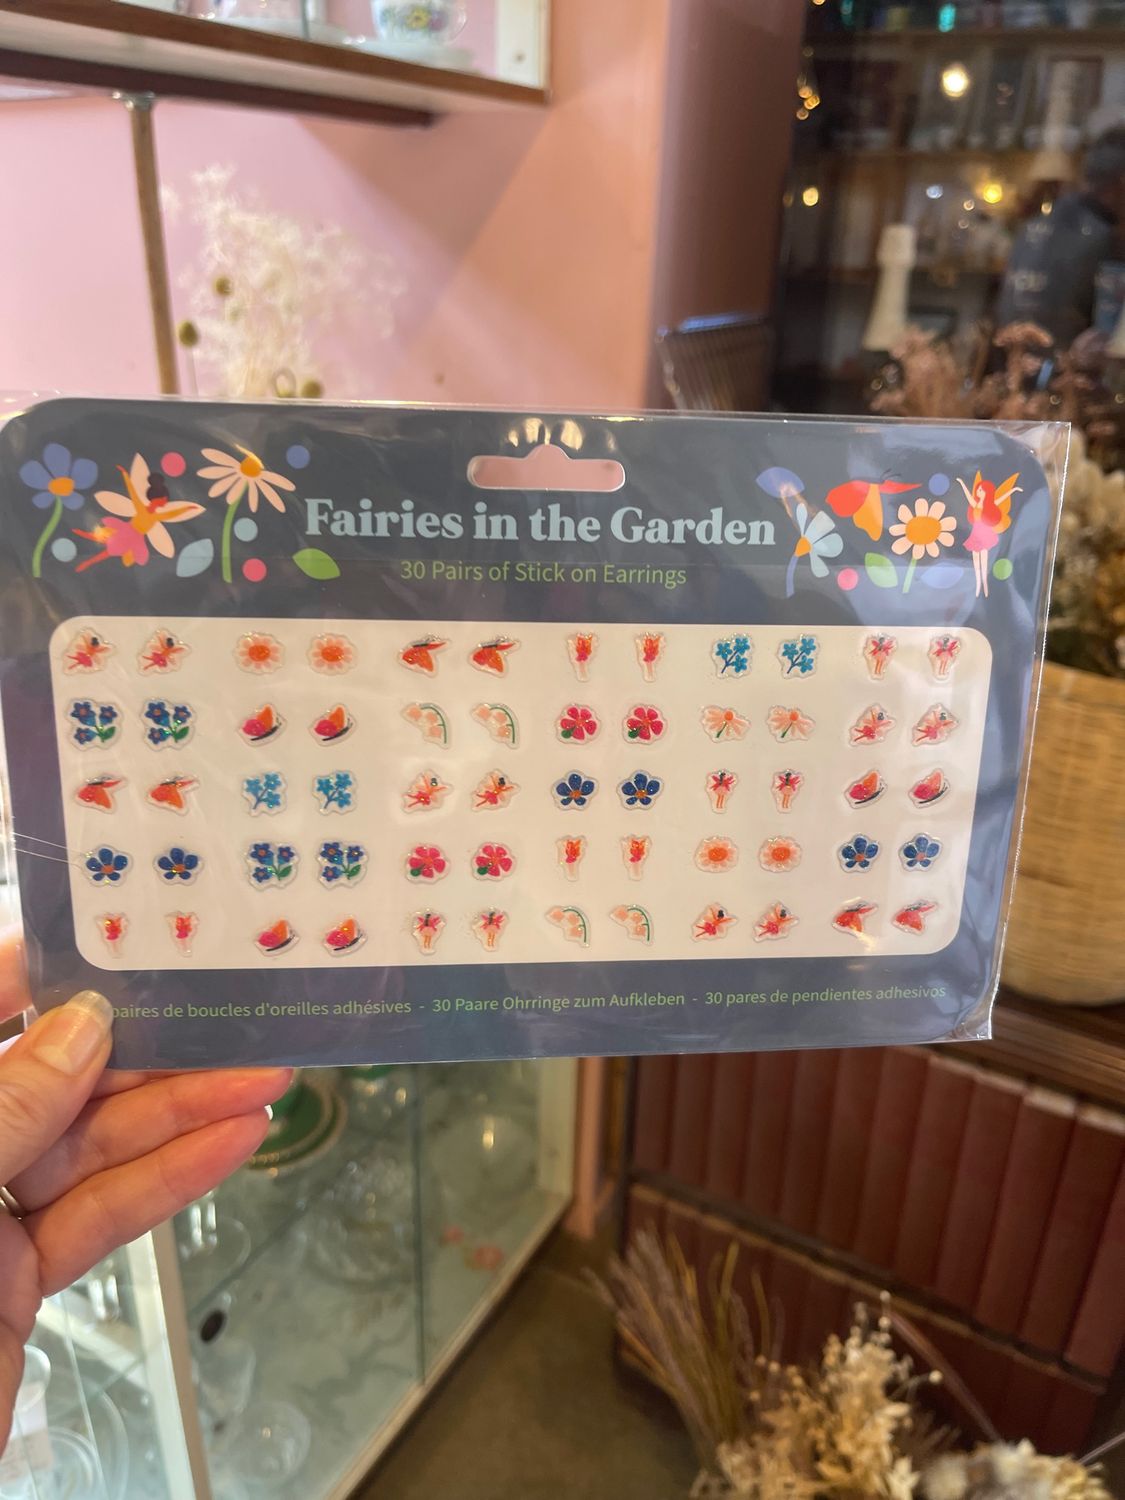 Fairies in the Garden
30 Pairs of Stick on Earrings
paires de boucles d'oreilles adhésives - 30 Paare Ohrringe zum Aufkleben - 30 pares de pendientes adhesivos